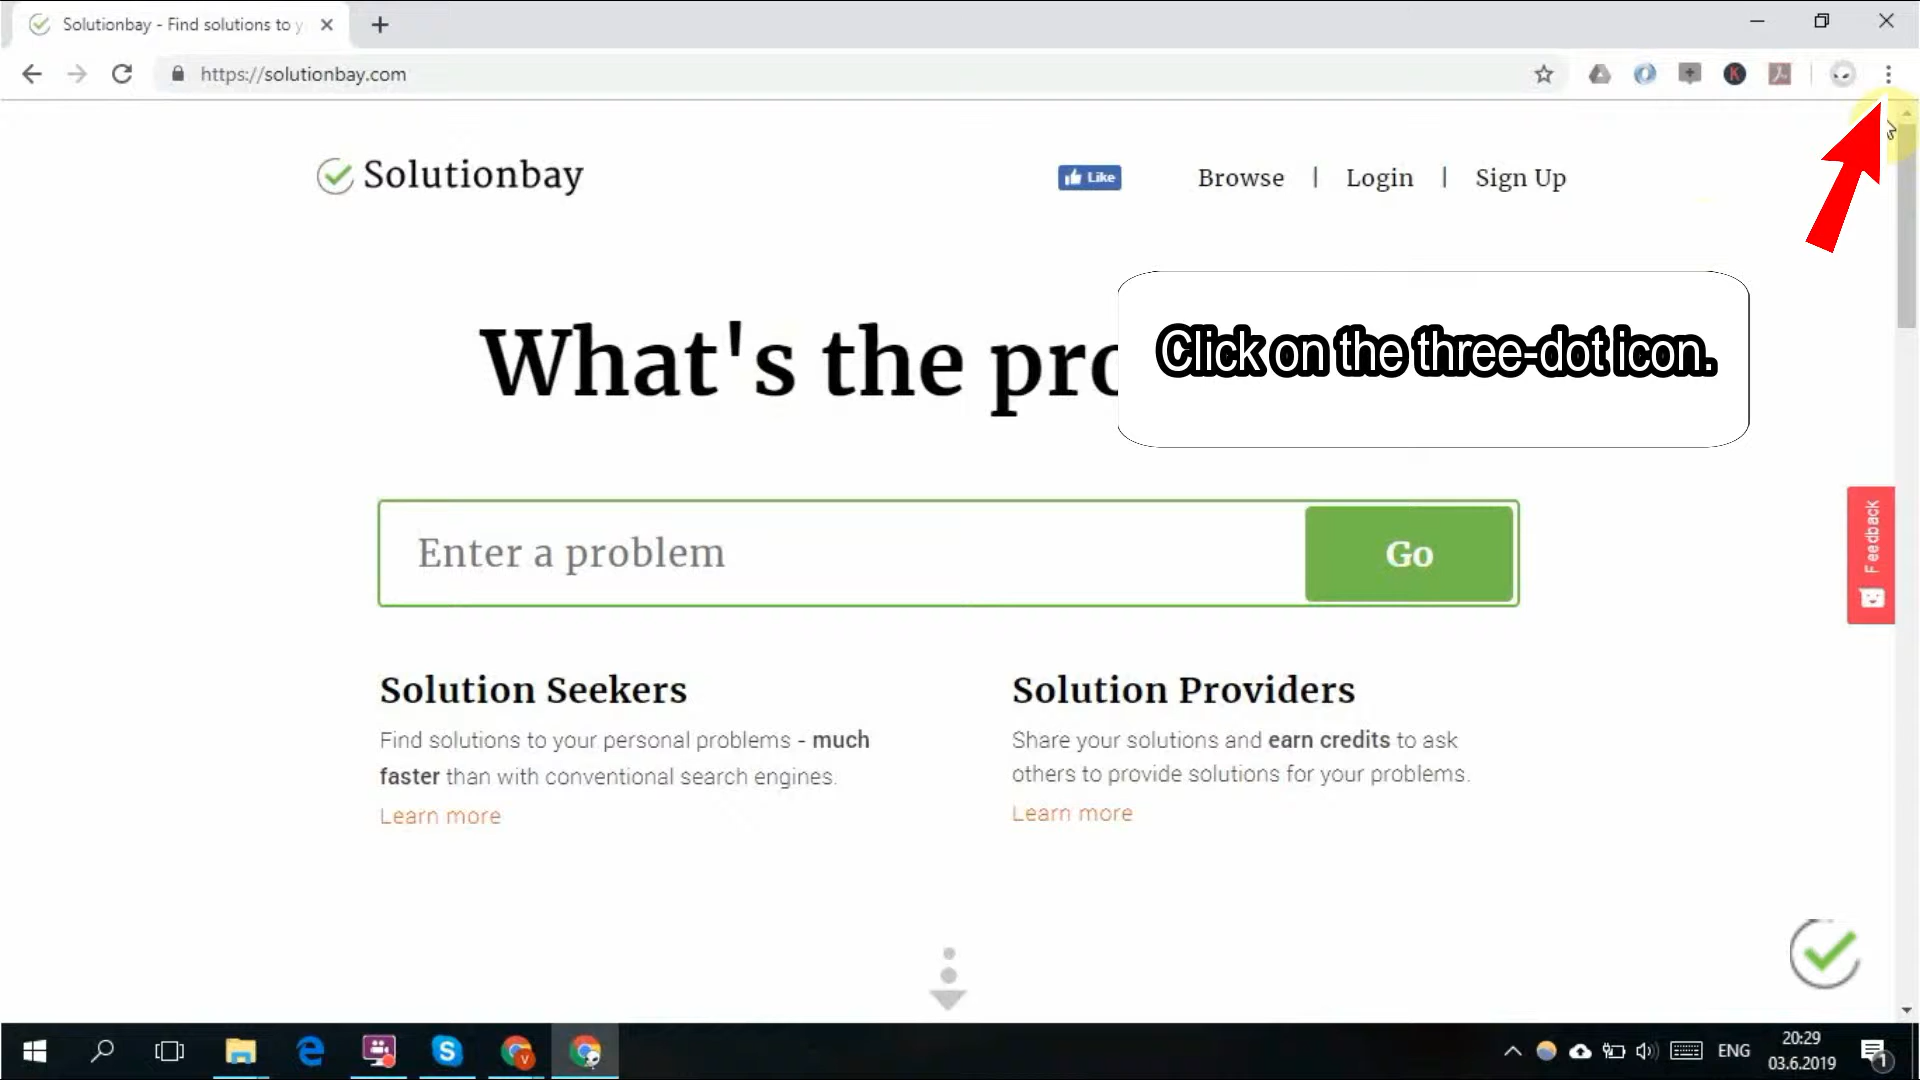 Solutionbay - Find solutions to y
https://solutionbay.com
Solutionbay
Like
Browse | Login | Sign Up
What's the pro
Click on the three-dot icon.
Enter a problem
Go
Feedback
Solution Seekers
Find solutions to your personal problems - much
faster than with conventional search engines.
Learn more
Solution Providers
Share your solutions and earn credits to ask
others to provide solutions for your problems.
Learn more
ENG
20:29
03.6.2019
1